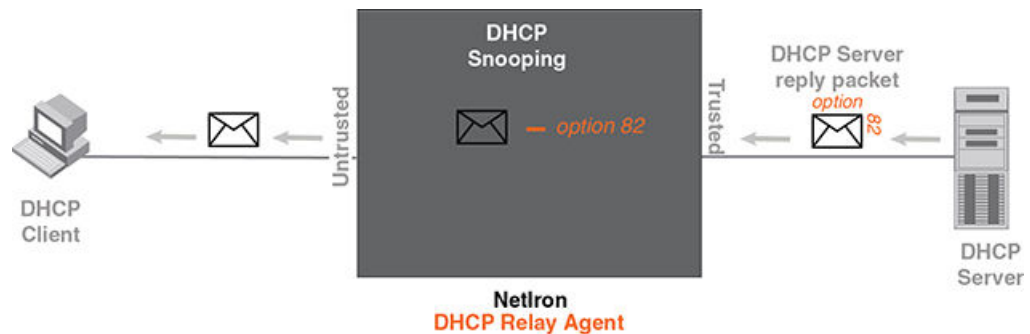 DHCP
Snooping
option 82
Untrusted
Trusted
DHCP Server
reply packet
option
82
DHCP
Client
DHCP
Server
NetIron
DHCP Relay Agent